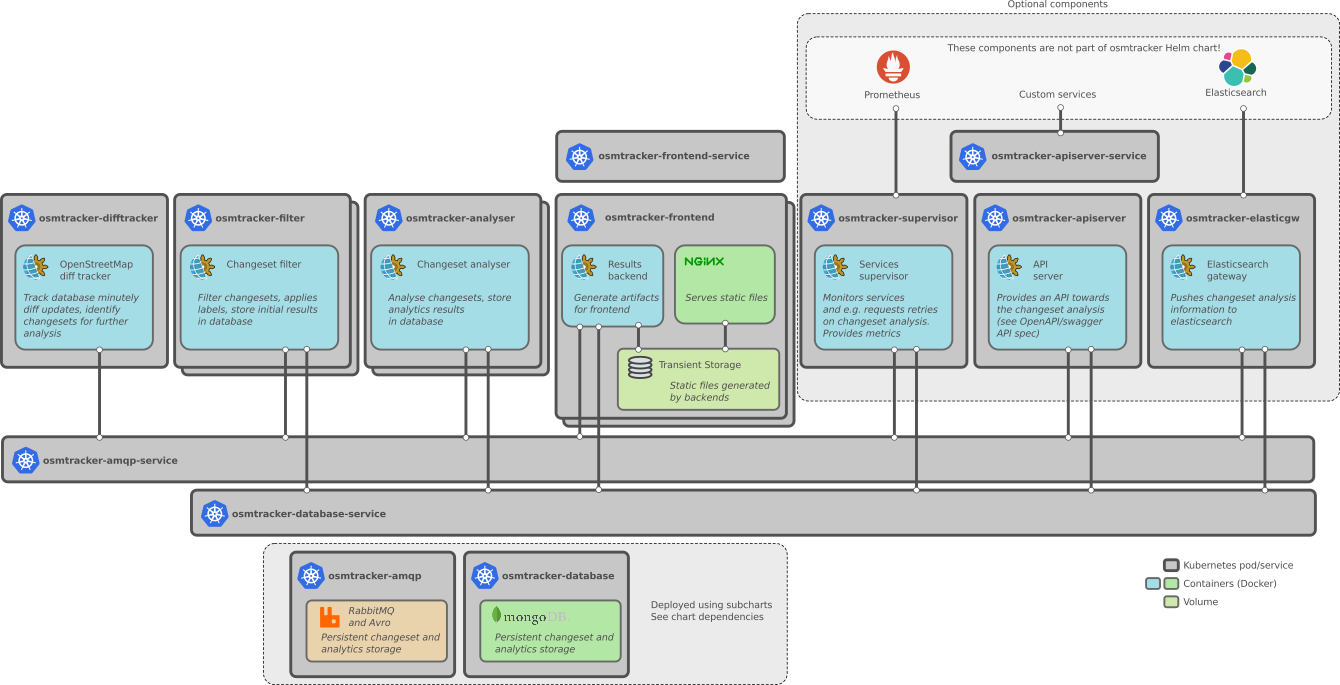 Optional components
These components are not part of osmtracker Helm chart!
Prometheus
Custom services
Elasticsearch
osmtracker-frontend-service
osmtracker-apiserver-service
osmtracker-difftracker
OpenStreetMap
diff tracker
Track database minutely
diff updates, identify
changesets for further
analysis
osmtracker-filter
Changeset filter
Filter changesets, applies
labels, store initial results
in database
osmtracker-analyser
Changeset analyser
Analyse changesets, store
analytics results
in database
osmtracker-frontend
Results
backend
Generate artifacts
for frontend
NGINX
Serves static files
Transient Storage
Static files generated
by backends
osmtracker-supervisor
Services
supervisor
Monitors services
and e.g. requests retries
on changeset analysis.
Provides metrics
osmtracker-apiserver
API
server
Provides an API towards
the changeset analysis
(see OpenAPI/swagger
API spec)
osmtracker-elasticgw
Elasticsearch
gateway
Pushes changeset analysis
information to
elasticsearch
osmtracker-amqp-service
osmtracker-database-service
osmtracker-amqp
RabbitMQ
and Avro
Persistent changeset and
analytics storage
osmtracker-database
mongoDB
Persistent changeset and
analytics storage
Deployed using subcharts
See chart dependencies
Kubernetes pod/service
Containers (Docker)
Volume